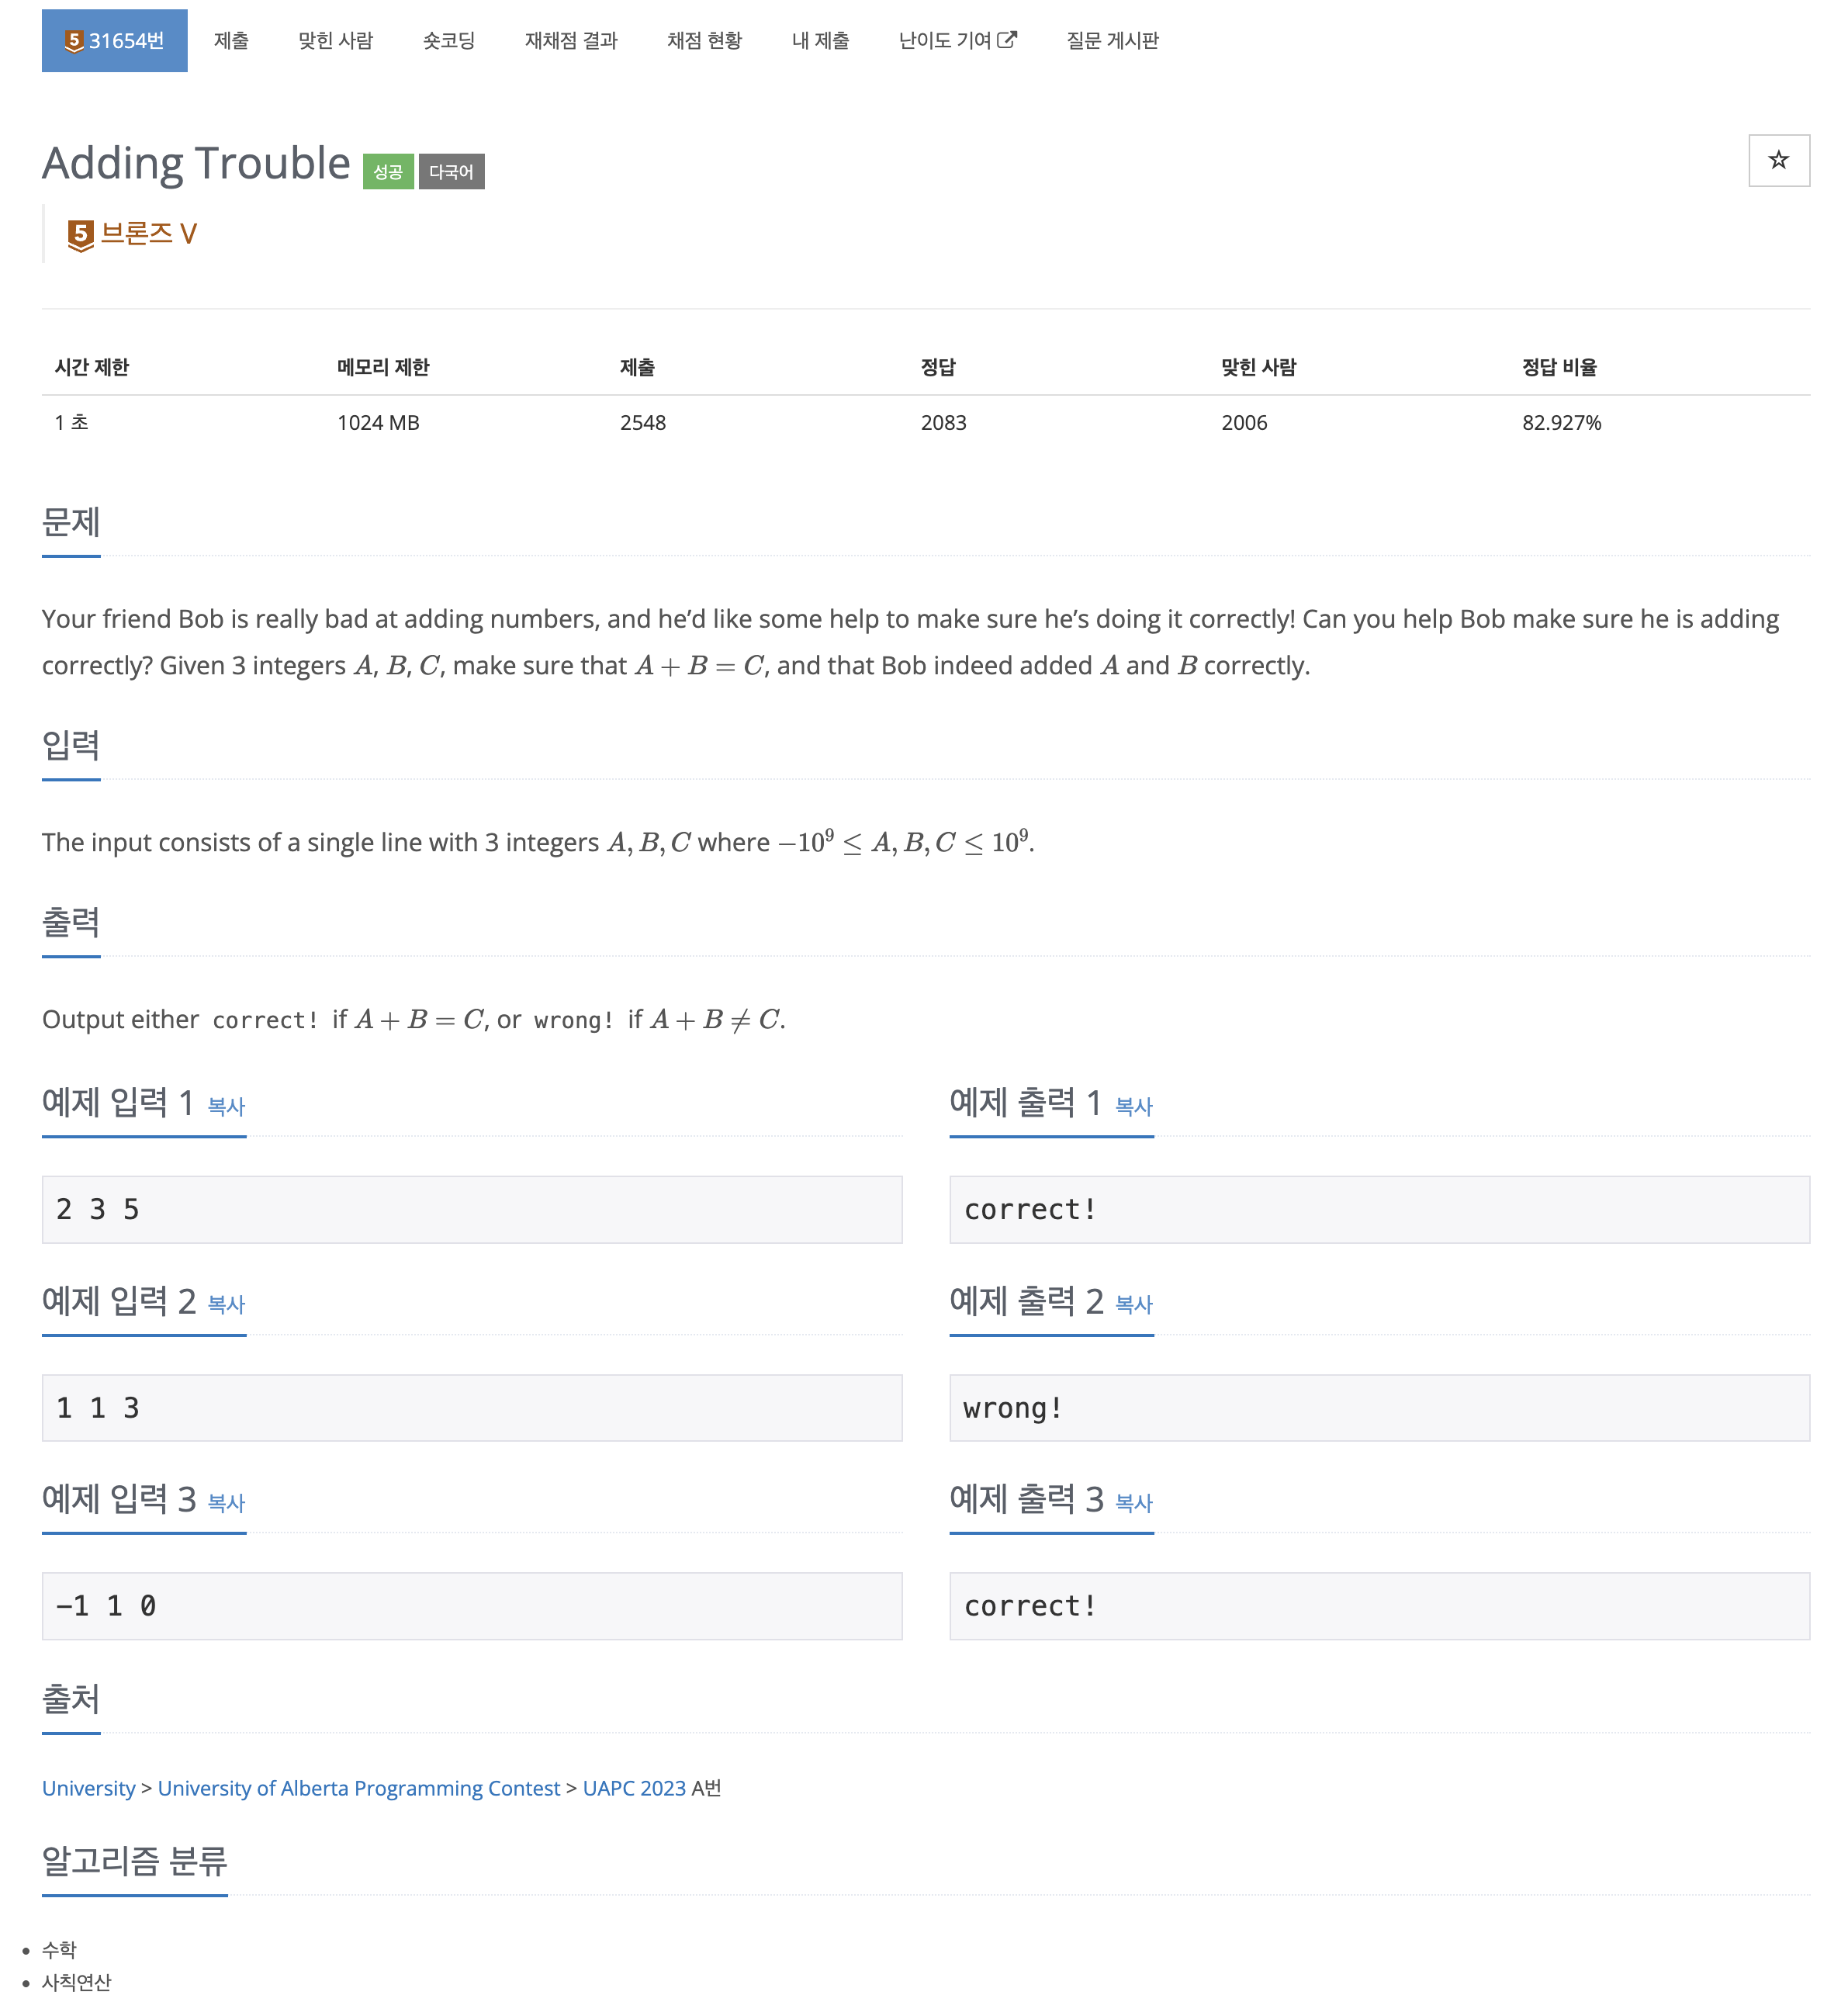 5 31654번 제출 맞힌 사람 숏코딩 재채점 결과 채점 현황 내 제출 난이도 기여 질문 게시판
Adding Trouble 성공 다국어
☆
5 브론즈 V
시간 제한 메모리 제한 제출 정답 맞힌 사람 정답 비율
1 초 1024 MB 2548 2083 2006 82.927%
문제
Your friend Bob is really bad at adding numbers, and he’d like some help to make sure he’s doing it correctly! Can you help Bob make sure he is adding
correctly? Given 3 integers A, B, C, make sure that A + B = C, and that Bob indeed added A and B correctly.
입력
The input consists of a single line with 3 integers A, B, C where −10⁹ ≤ A, B, C ≤ 10⁹.
출력
Output either correct! if A + B = C, or wrong! if A + B ≠ C.
예제 입력 1 복사 예제 출력 1 복사
2 3 5 correct!
예제 입력 2 복사 예제 출력 2 복사
1 1 3 wrong!
예제 입력 3 복사 예제 출력 3 복사
-1 1 0 correct!
출처
University > University of Alberta Programming Contest > UAPC 2023 A번
알고리즘 분류
• 수학
• 사칙연산